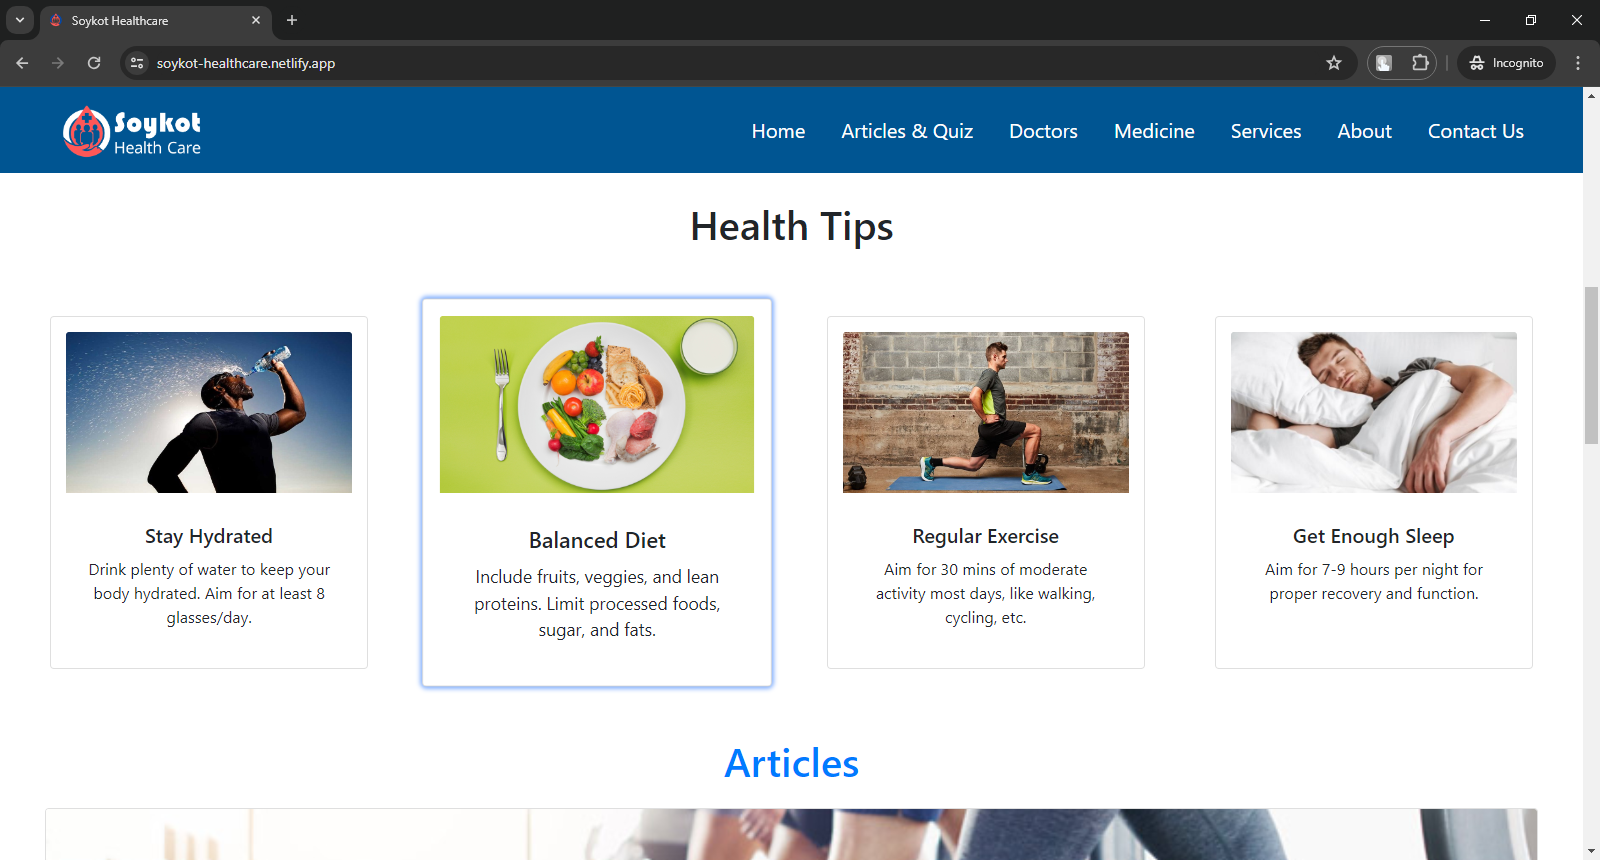 Soykot Healthcare
soykot-healthcare.netlify.app
Incognito
Soykot
Health Care
Home
Articles & Quiz
Doctors
Medicine
Services
About
Contact Us
Health Tips
Stay Hydrated
Drink plenty of water to keep your
body hydrated. Aim for at least 8
glasses/day.
Balanced Diet
Include fruits, veggies, and lean
proteins. Limit processed foods,
sugar, and fats.
Regular Exercise
Aim for 30 mins of moderate
activity most days, like walking,
cycling, etc.
Get Enough Sleep
Aim for 7-9 hours per night for
proper recovery and function.
Articles